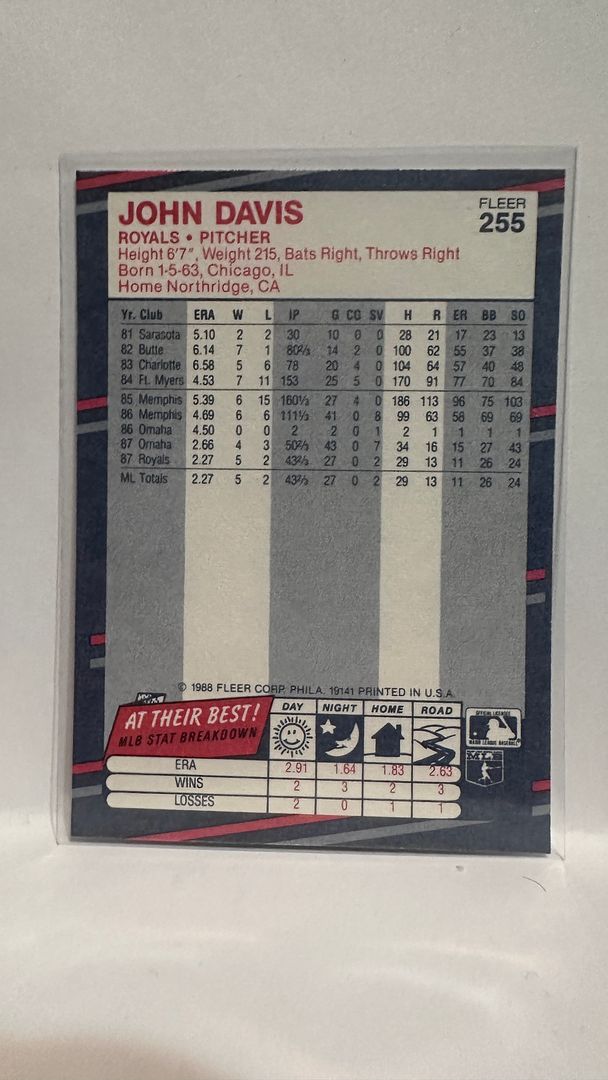 JOHN DAVIS
FLEER
255
ROYALS • PITCHER
Height 6'7", Weight 215, Bats Right, Throws Right
Born 1-5-63, Chicago, IL
Home Northridge, CA
Yr. Club ERA W L IP G CG SV H R ER BB SO
81 Sarasota 5.10 2 2 30 10 0 0 28 21 17 23 13
82 Butte 6.14 7 1 80⅔ 14 2 0 100 62 55 37 38
83 Charlotte 6.58 5 6 78 20 4 0 104 64 57 40 48
84 Ft. Myers 4.53 7 11 153 25 5 0 170 91 77 70 84
85 Memphis 5.39 6 15 160⅓ 27 4 0 186 113 96 75 103
86 Memphis 4.69 6 6 111⅓ 41 0 8 99 63 58 69 69
86 Omaha 4.50 0 0 2 2 0 1 2 1 1 1 1
87 Omaha 2.66 4 3 50⅔ 43 0 7 34 16 15 27 43
87 Royals 2.27 5 2 43⅔ 27 0 2 29 13 11 26 24
ML Totals 2.27 5 2 43⅔ 27 0 2 29 13 11 26 24
© 1988 FLEER CORP. PHILA. 19141 PRINTED IN U.S.A.
AT THEIR BEST!
MLB STAT BREAKDOWN
DAY NIGHT HOME ROAD
ERA 2.91 1.64 1.83 2.63
WINS 2 3 2 3
LOSSES 2 0 1 1
OFFICIAL LICENSEE
MAJOR LEAGUE BASEBALL